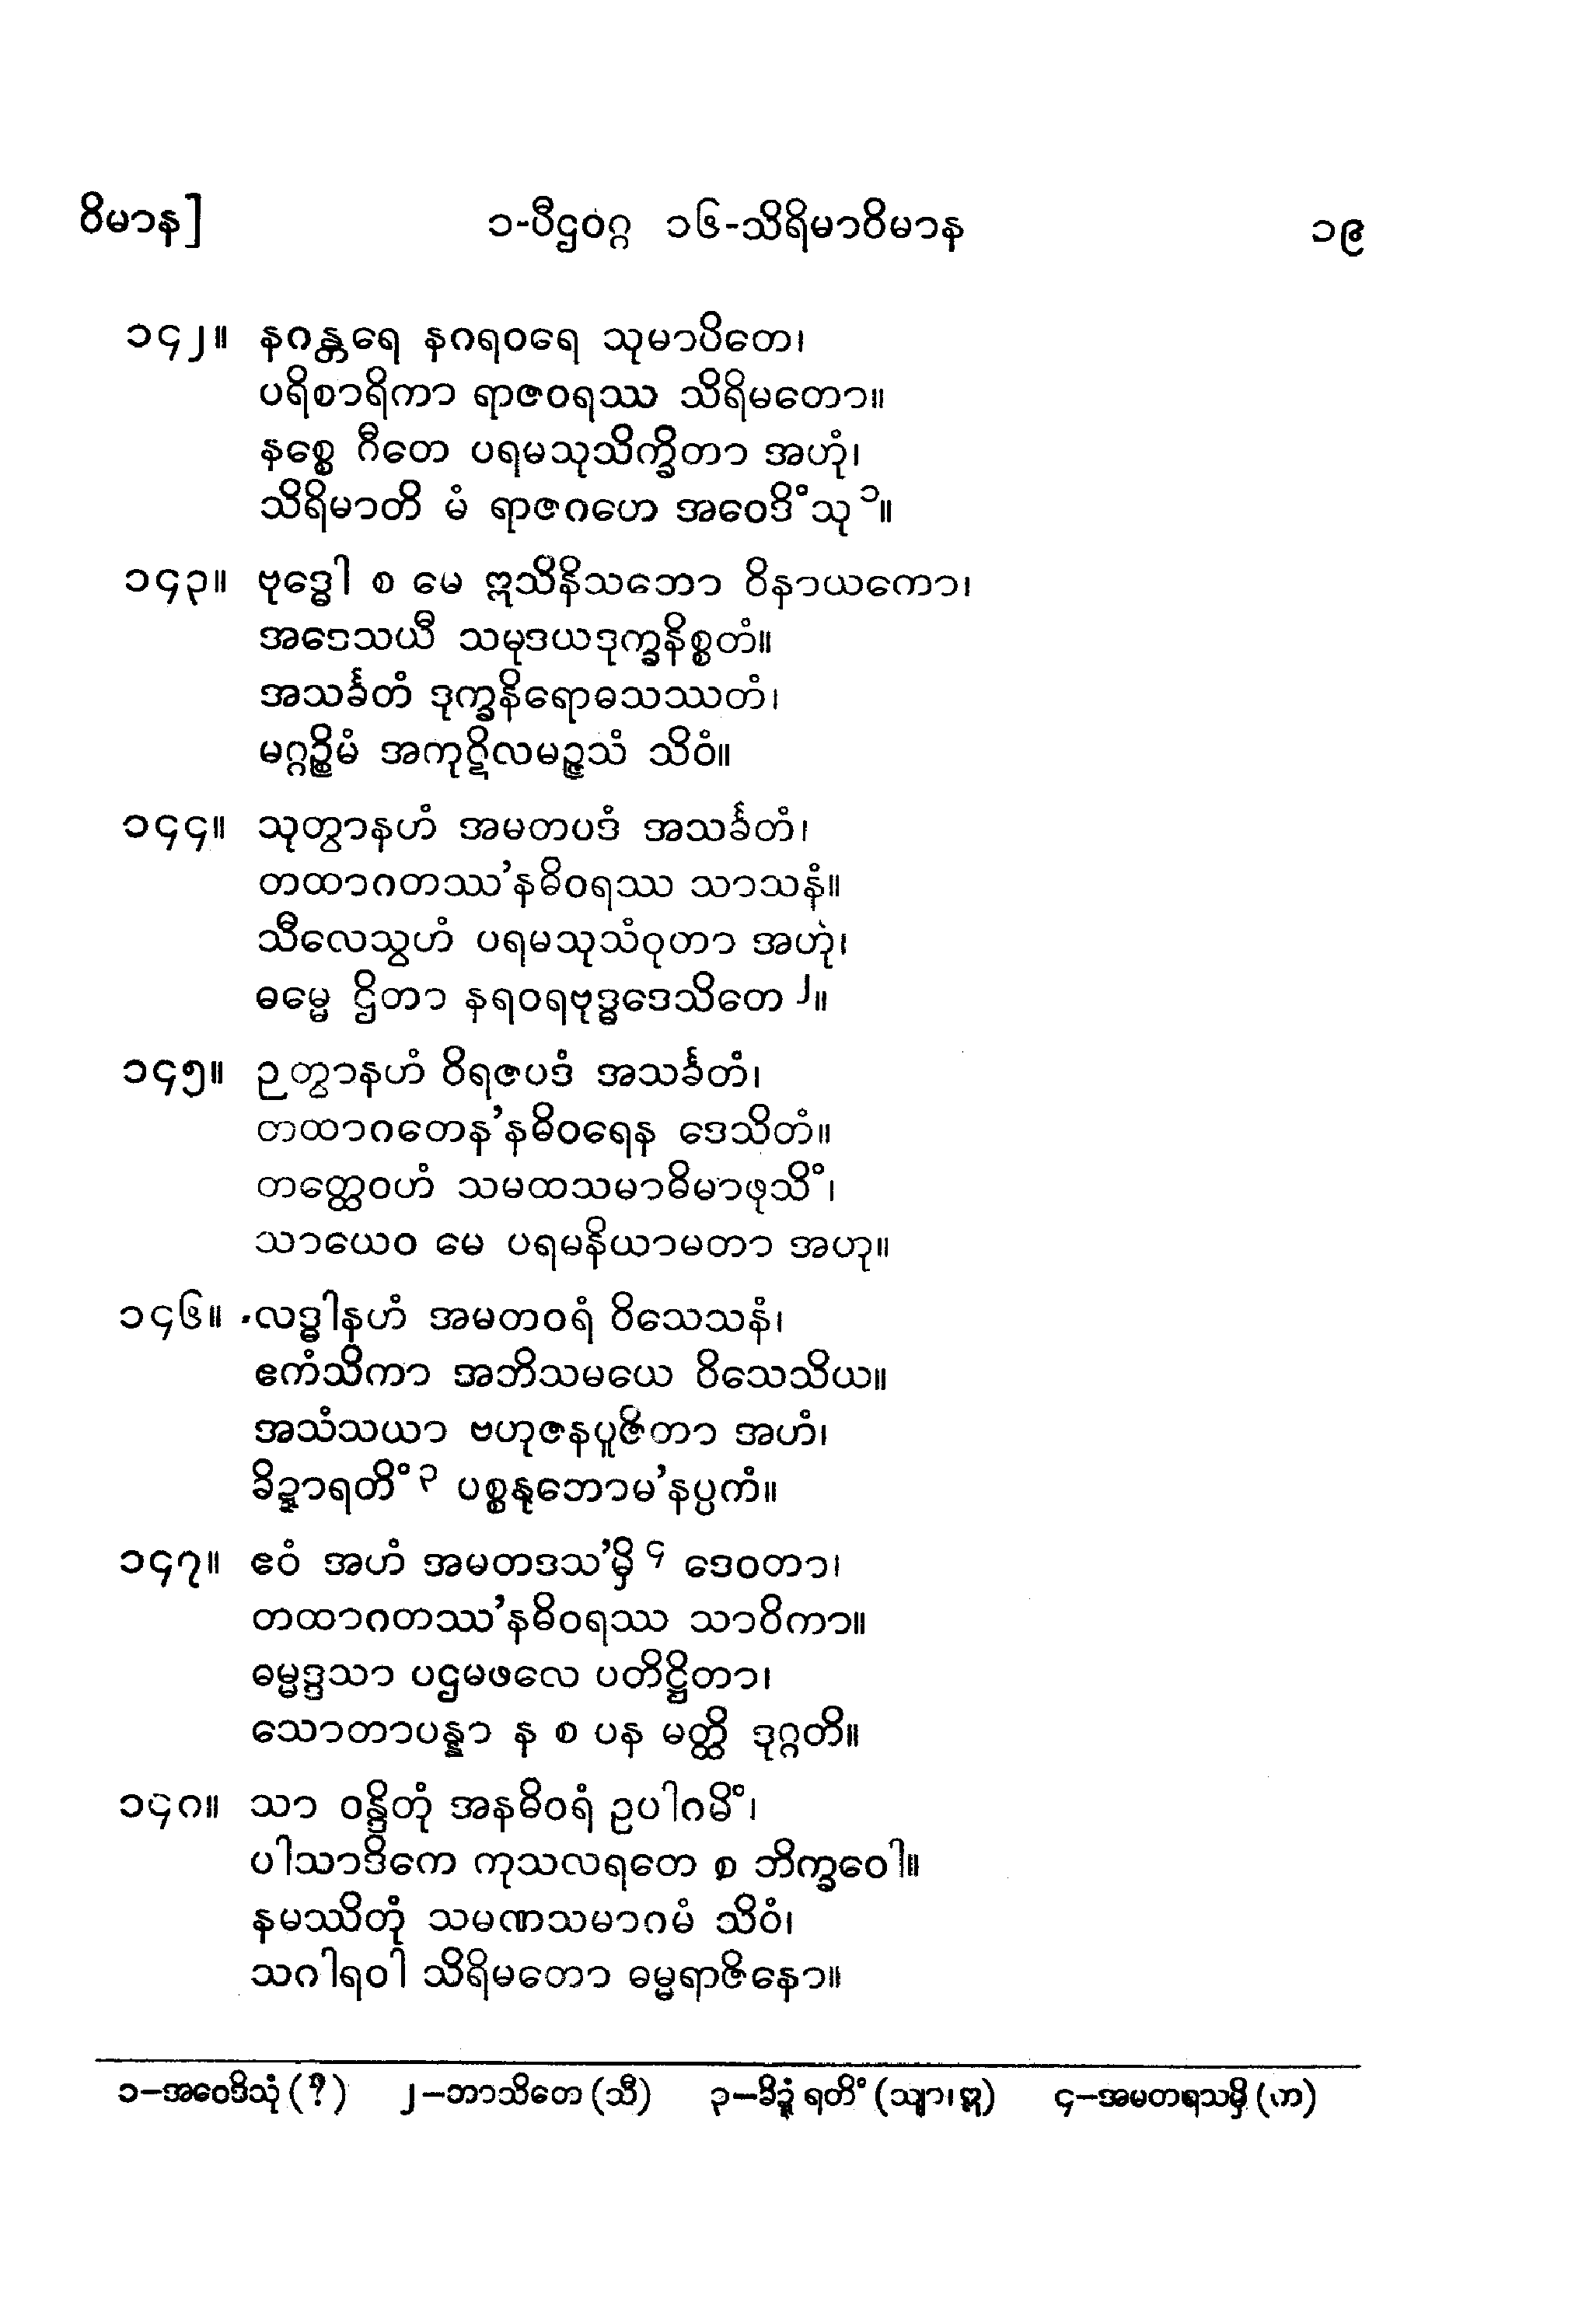 ဝိမာန]	၁-ပီဌဝဂ္ဂ ၁၆-သိရိမာဝိမာန	၁၉
၁၄၂။ နဂန္တရေ နဂရဝရေ သုမာပိတေ၊
ပရိစာရိကာ ရာဇဝရဿ သိရိမတော။
နစ္စေ ဂီတေ ပရမသုသိက္ခိတာ အဟုံ၊
သိရိမာတိ မံ ရာဇဂဟေ အဝေဒိံသု ၁။
၁၄၃။ ဗုဒ္ဓေါ စ မေ ဣသိနိသဘော ဝိနာယကော၊
အဒေသယီ သမုဒယဒုက္ခနိစ္စတံ။
အသင်္ခတံ ဒုက္ခနိရောဓသဿတံ၊
မဂ္ဂဉ္စိမံ အကုဋိလမဉ္ဇသံ သိဝံ။
၁၄၄။ သုတွာနဟံ အမတပဒံ အသင်္ခတံ၊
တထာဂတဿ’နဓိဝရဿ သာသနံ။
သီလေသွဟံ ပရမသုသံဝုတာ အဟုံ၊
ဓမ္မေ ဌိတာ နရဝရဗုဒ္ဓဒေသိတေ ၂။
၁၄၅။ ဉတွာနဟံ ဝိရဇပဒံ အသင်္ခတံ၊
တထာဂတေန’နဓိဝရေန ဒေသိတံ။
တတ္ထေဝဟံ သမထသမာဓိမာဖုသိံ၊
သာယေဝ မေ ပရမနိယာမတာ အဟု။
၁၄၆။ လဒ္ဓါနဟံ အမတဝရံ ဝိသေသနံ၊
ဧကံသိကာ အဘိသမယေ ဝိသေသိယ။
အသံသယာ ဗဟုဇနပူဇိတာ အဟံ၊
ခိဍ္ဍာရတိံ ၃ ပစ္စနုဘောမ’နပ္ပကံ။
၁၄၇။ ဧဝံ အဟံ အမတဒသ’မှိ ၄ ဒေဝတာ၊
တထာဂတဿ’နဓိဝရဿ သာဝိကာ။
ဓမ္မဒ္ဒသာ ပဌမဖလေ ပတိဋ္ဌိတာ၊
သောတာပန္နာ န စ ပန မတ္ထိ ဒုဂ္ဂတိ။
၁၄၈။ သာ ဝန္ဒိတုံ အနဓိဝရံ ဥပါဂမိံ၊
ပါသာဒိကေ ကုသလရတေ စ ဘိက္ခဝေါ။
နမဿိတုံ သမဏသမာဂမံ သိဝံ၊
သဂါရဝါ သိရိမတော ဓမ္မရာဇိနော။
၁–အဝေဒိသုံ (?) ၂–ဘာသိတေ (သီ) ၃–ခိဍ္ဍံ ရတိံ (သျာ၊ ဣ) ၄–အမတရသမှိ (က)